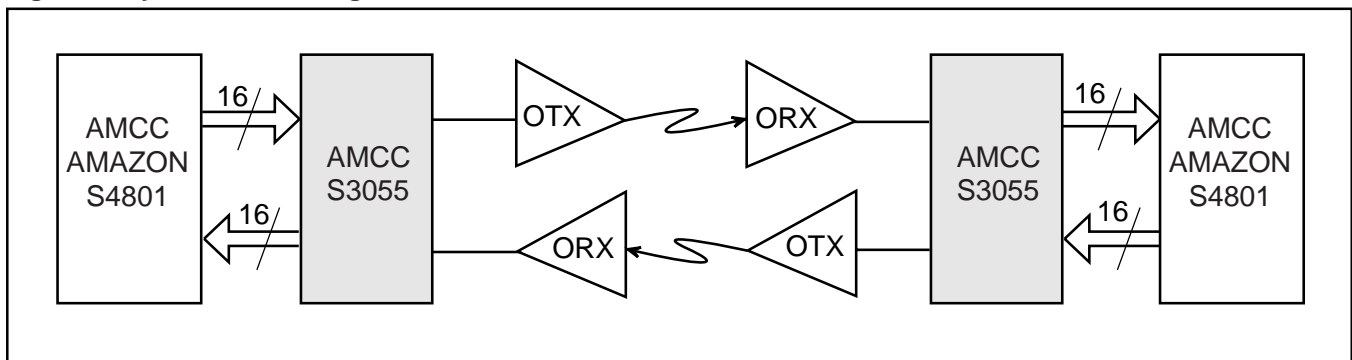 16
OTX
ORX
16
AMCC
AMAZON
S4801
AMCC
S3055
AMCC
S3055
AMCC
AMAZON
S4801
16
ORX
OTX
16